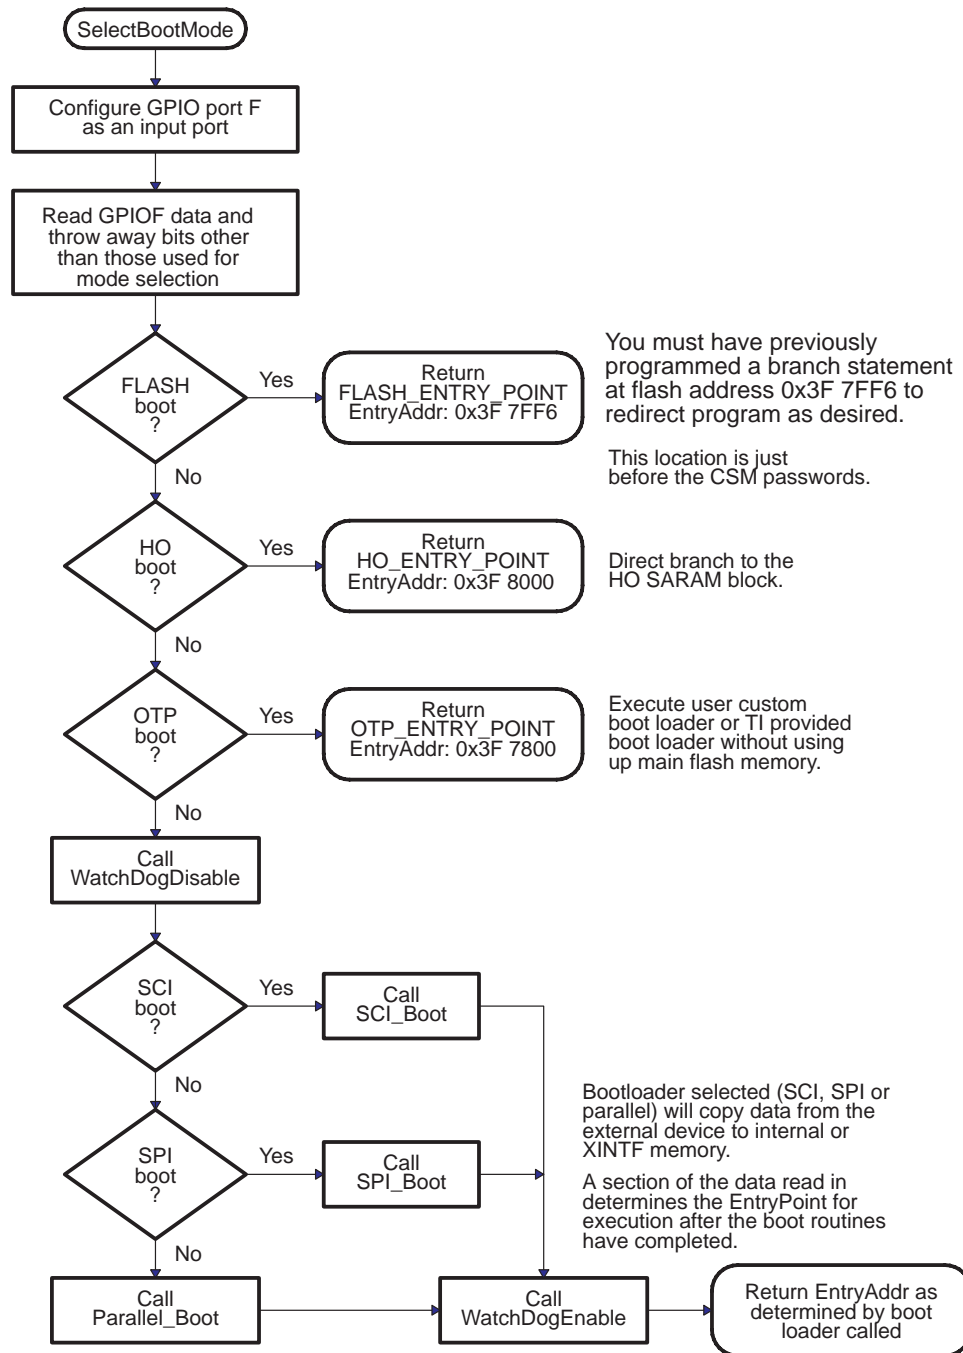 SelectBootMode
Configure GPIO port F
as an input port
Read GPIOF data and
throw away bits other
than those used for
mode selection
FLASH
boot
?
Yes
Return
FLASH_ENTRY_POINT
EntryAddr: 0x3F 7FF6
You must have previously
programmed a branch statement
at flash address 0x3F 7FF6 to
redirect program as desired.
This location is just
before the CSM passwords.
No
HO
boot
?
Yes
Return
HO_ENTRY_POINT
EntryAddr: 0x3F 8000
Direct branch to the
HO SARAM block.
No
OTP
boot
?
Yes
Return
OTP_ENTRY_POINT
EntryAddr: 0x3F 7800
Execute user custom
boot loader or TI provided
boot loader without using
up main flash memory.
No
Call
WatchDogDisable
SCI
boot
?
Yes
Call
SCI_Boot
No
SPI
boot
?
Yes
Call
SPI_Boot
Bootloader selected (SCI, SPI or
parallel) will copy data from the
external device to internal or
XINTF memory.
A section of the data read in
determines the EntryPoint for
execution after the boot routines
have completed.
No
Call
Parallel_Boot
Call
WatchDogEnable
Return EntryAddr as
determined by boot
loader called